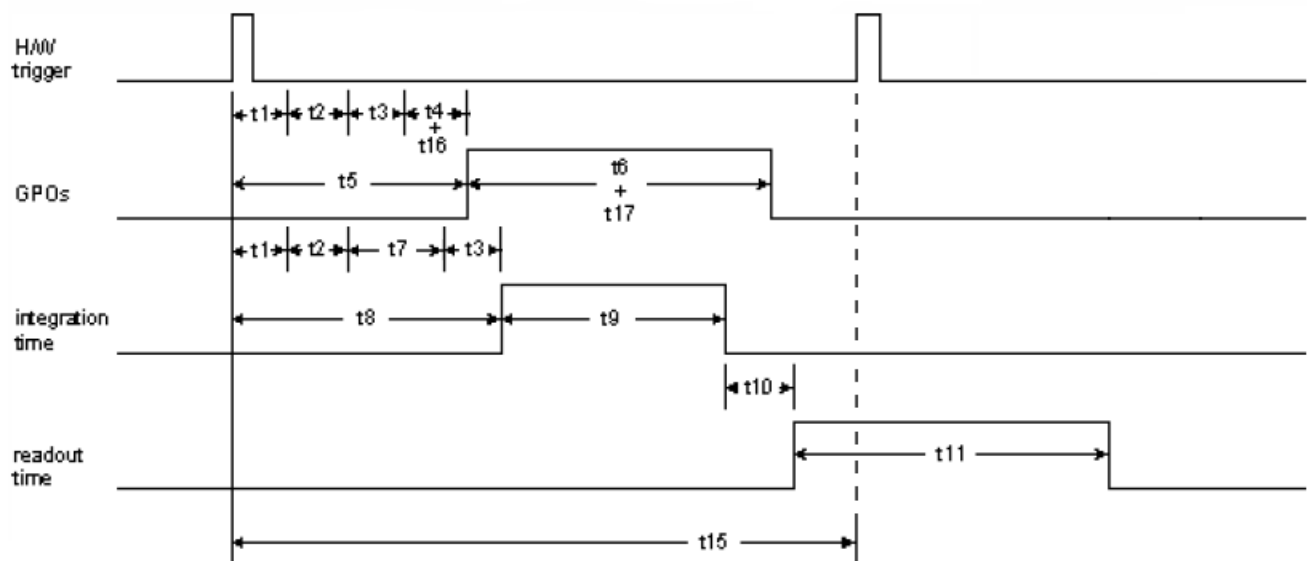 H/W
trigger
t1 t2 t3 t4
+
t16
GPOs
t5
t6
+
t17
t1 t2 t7 t3
integration
time
t8 t9
t10
readout
time
t11
t15